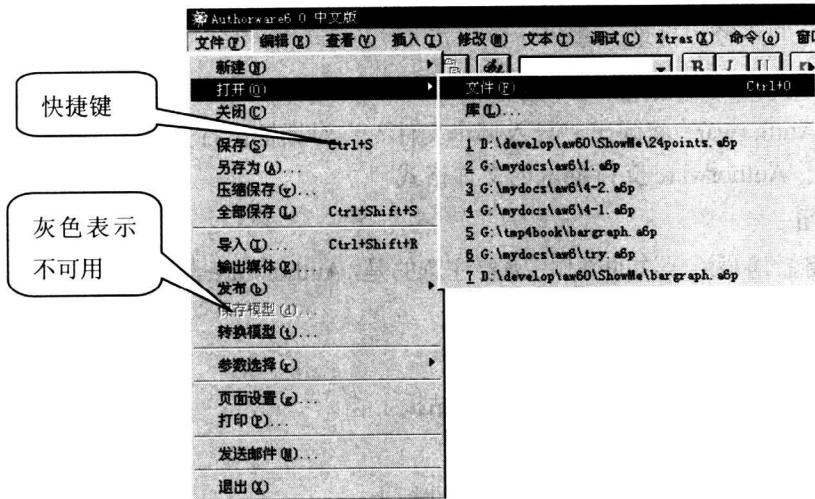 Authorware6.0 中文版
文件(F) 编辑(E) 查看(V) 插入(I) 修改(M) 文本(T) 调试(C) Xtras(X) 命令(o) 窗口
新建(N)
打开(O)
关闭(C)
保存(S) Ctrl+S
另存为(A)...
压缩保存(v)...
全部保存(L) Ctrl+Shift+S
导入(I)... Ctrl+Shift+R
输出媒体(E)...
发布(b)
保存模型(d)...
转换模型(t)...
参数选择(r)
页面设置(g)...
打印(P)...
发送邮件(M)...
退出(X)
B I U
文件(F)... Ctrl+O
库(L)...
1 D:\develop\aw60\ShowMe\24points.a6p
2 G:\mydocs\aw6\1.a6p
3 G:\mydocs\aw6\4-2.a6p
4 G:\mydocs\aw6\4-1.a6p
5 G:\tmp4book\bargraph.a6p
6 G:\mydocs\aw6\try.a6p
7 D:\develop\aw60\ShowMe\bargraph.a6p
快捷键
灰色表示
不可用